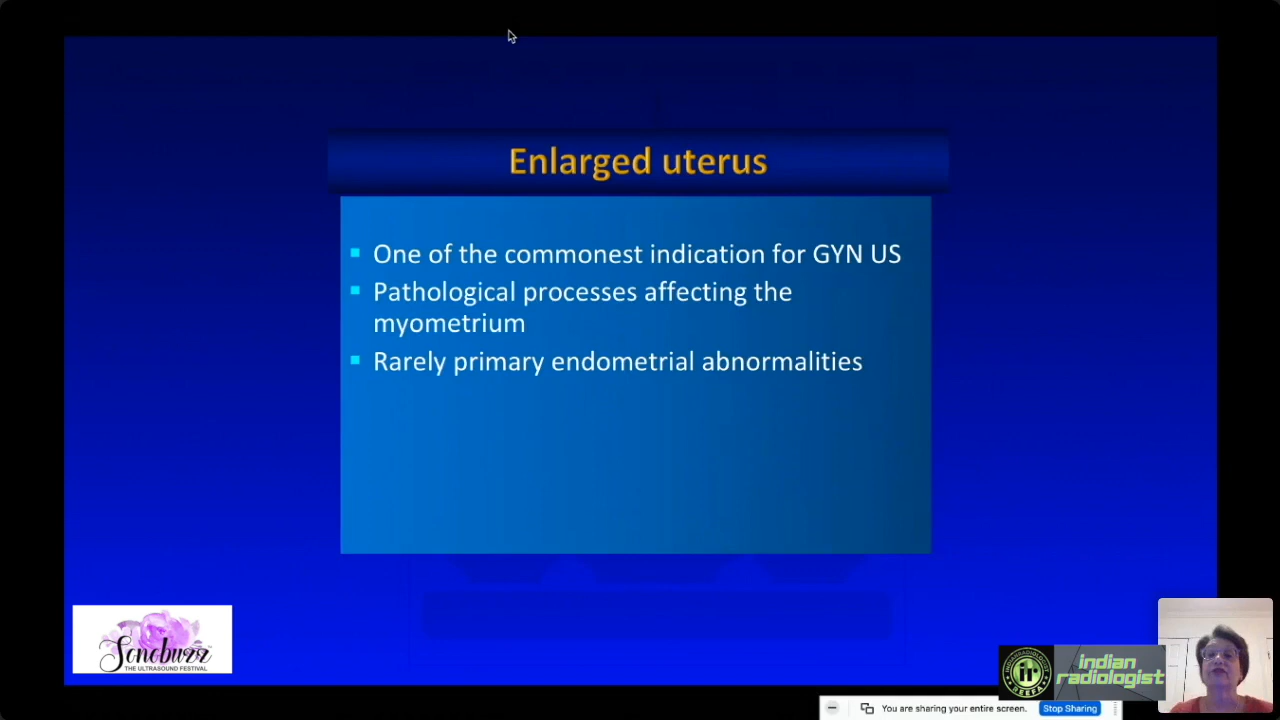 Enlarged uterus
One of the commonest indication for GYN US
Pathological processes affecting the
myometrium
Rarely primary endometrial abnormalities
Sonobuzz
THE ULTRASOUND FESTIVAL
indian
radiologist
ir
You are sharing your entire screen.
Stop Sharing